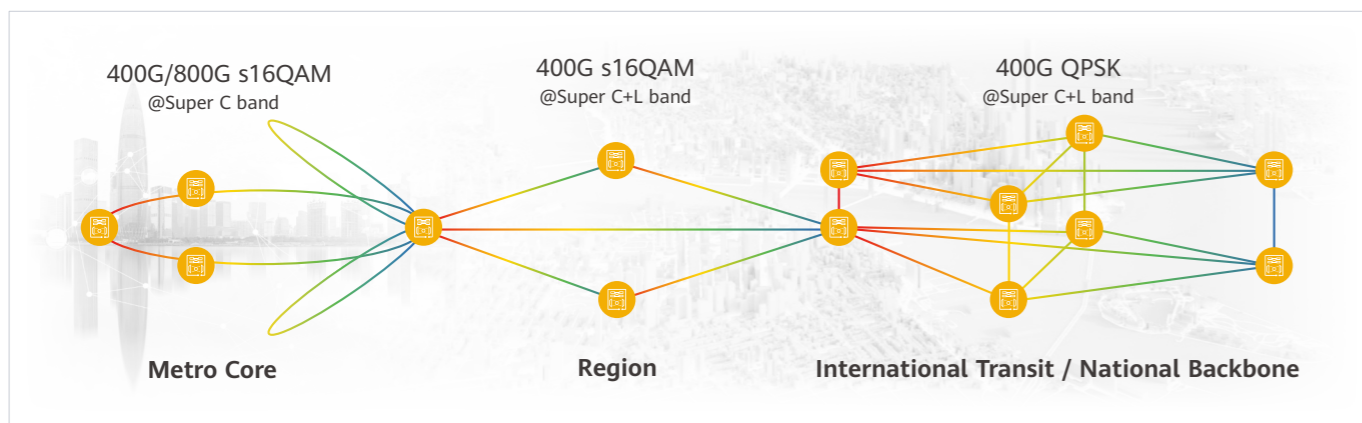 400G/800G s16QAM
@Super C band
400G s16QAM
@Super C+L band
400G QPSK
@Super C+L band
Metro Core
Region
International Transit / National Backbone